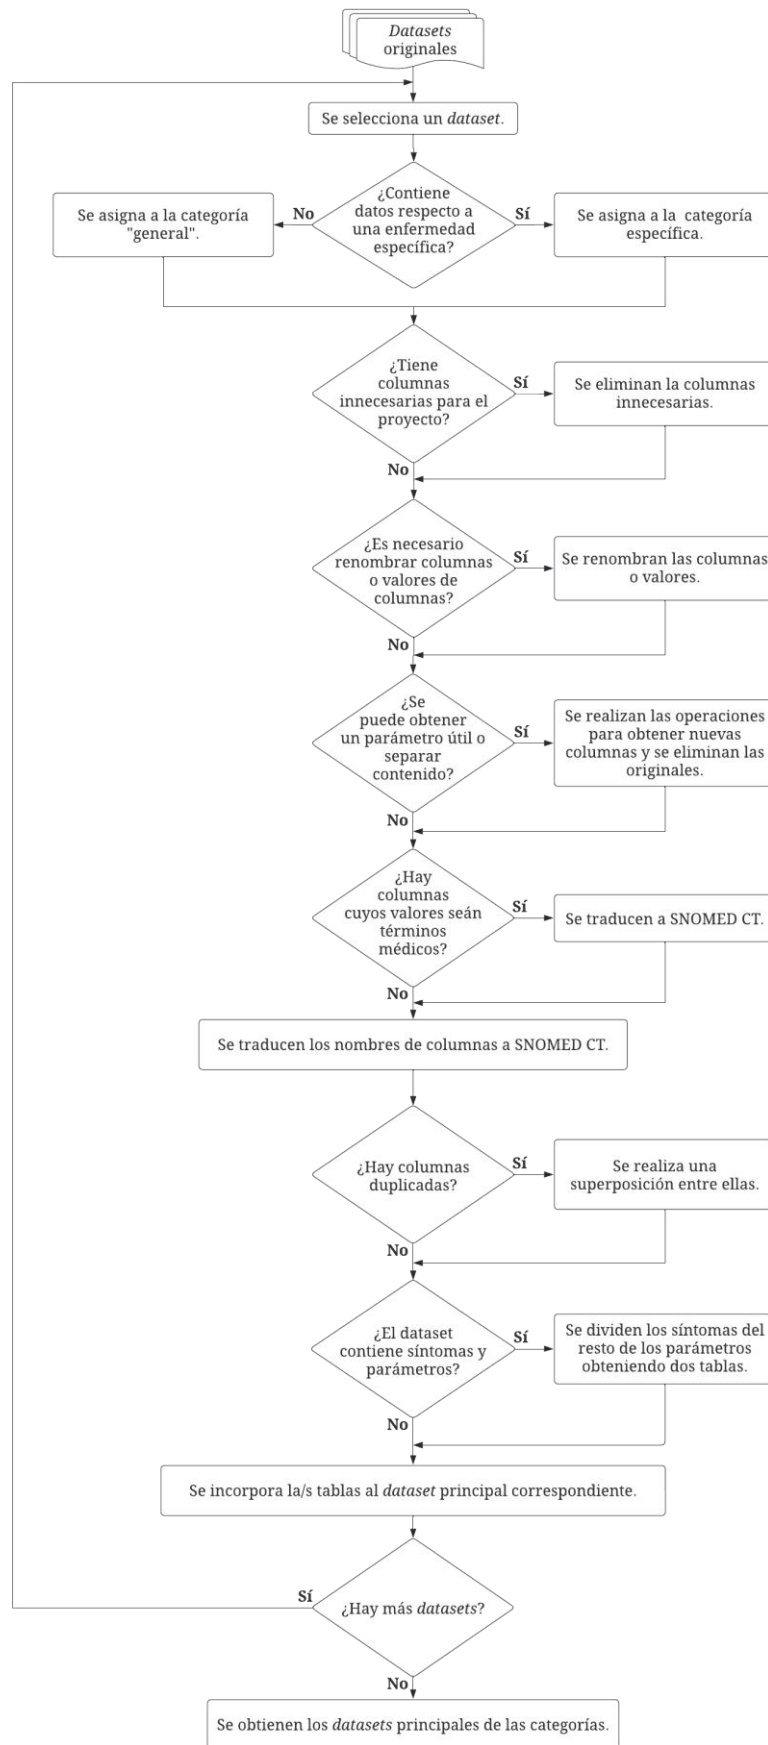 Datasets
originales
Se selecciona un dataset.
¿Contiene
datos respecto a
una enfermedad
específica?
No
Sí
Se asigna a la categoría
"general".
Se asigna a la categoría
específica.
¿Tiene
columnas
innecesarias para el
proyecto?
Sí
Se eliminan la columnas
innecesarias.
No
¿Es necesario
renombrar columnas
o valores de
columnas?
Sí
Se renombran las columnas
o valores.
No
¿Se
puede obtener
un parámetro útil o
separar
contenido?
Sí
Se realizan las operaciones
para obtener nuevas
columnas y se eliminan las
originales.
No
¿Hay
columnas
cuyos valores seán
términos
médicos?
Sí
Se traducen a SNOMED CT.
No
Se traducen los nombres de columnas a SNOMED CT.
¿Hay columnas
duplicadas?
Sí
Se realiza una
superposición entre ellas.
No
¿El dataset
contiene síntomas y
parámetros?
Sí
Se dividen los síntomas del
resto de los parámetros
obteniendo dos tablas.
No
Se incorpora la/s tablas al dataset principal correspondiente.
Sí
¿Hay más datasets?
No
Se obtienen los datasets principales de las categorías.